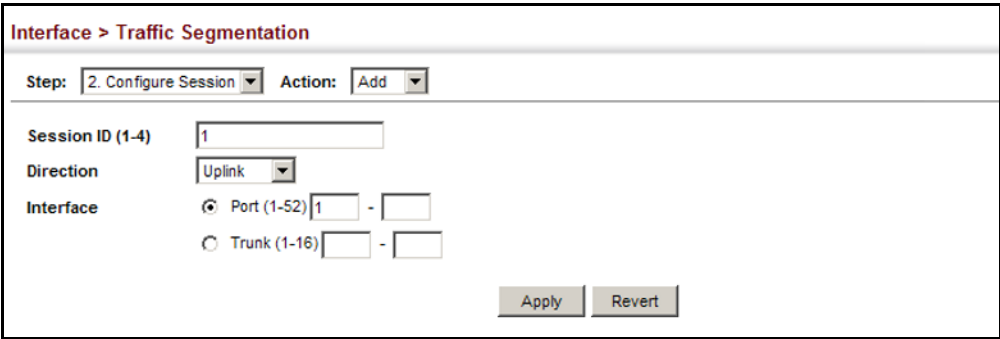 Interface > Traffic Segmentation
Step: 2. Configure Session Action: Add
Session ID (1-4) 1
Direction Uplink
Interface Port (1-52) 1 -
Trunk (1-16) -
Apply Revert